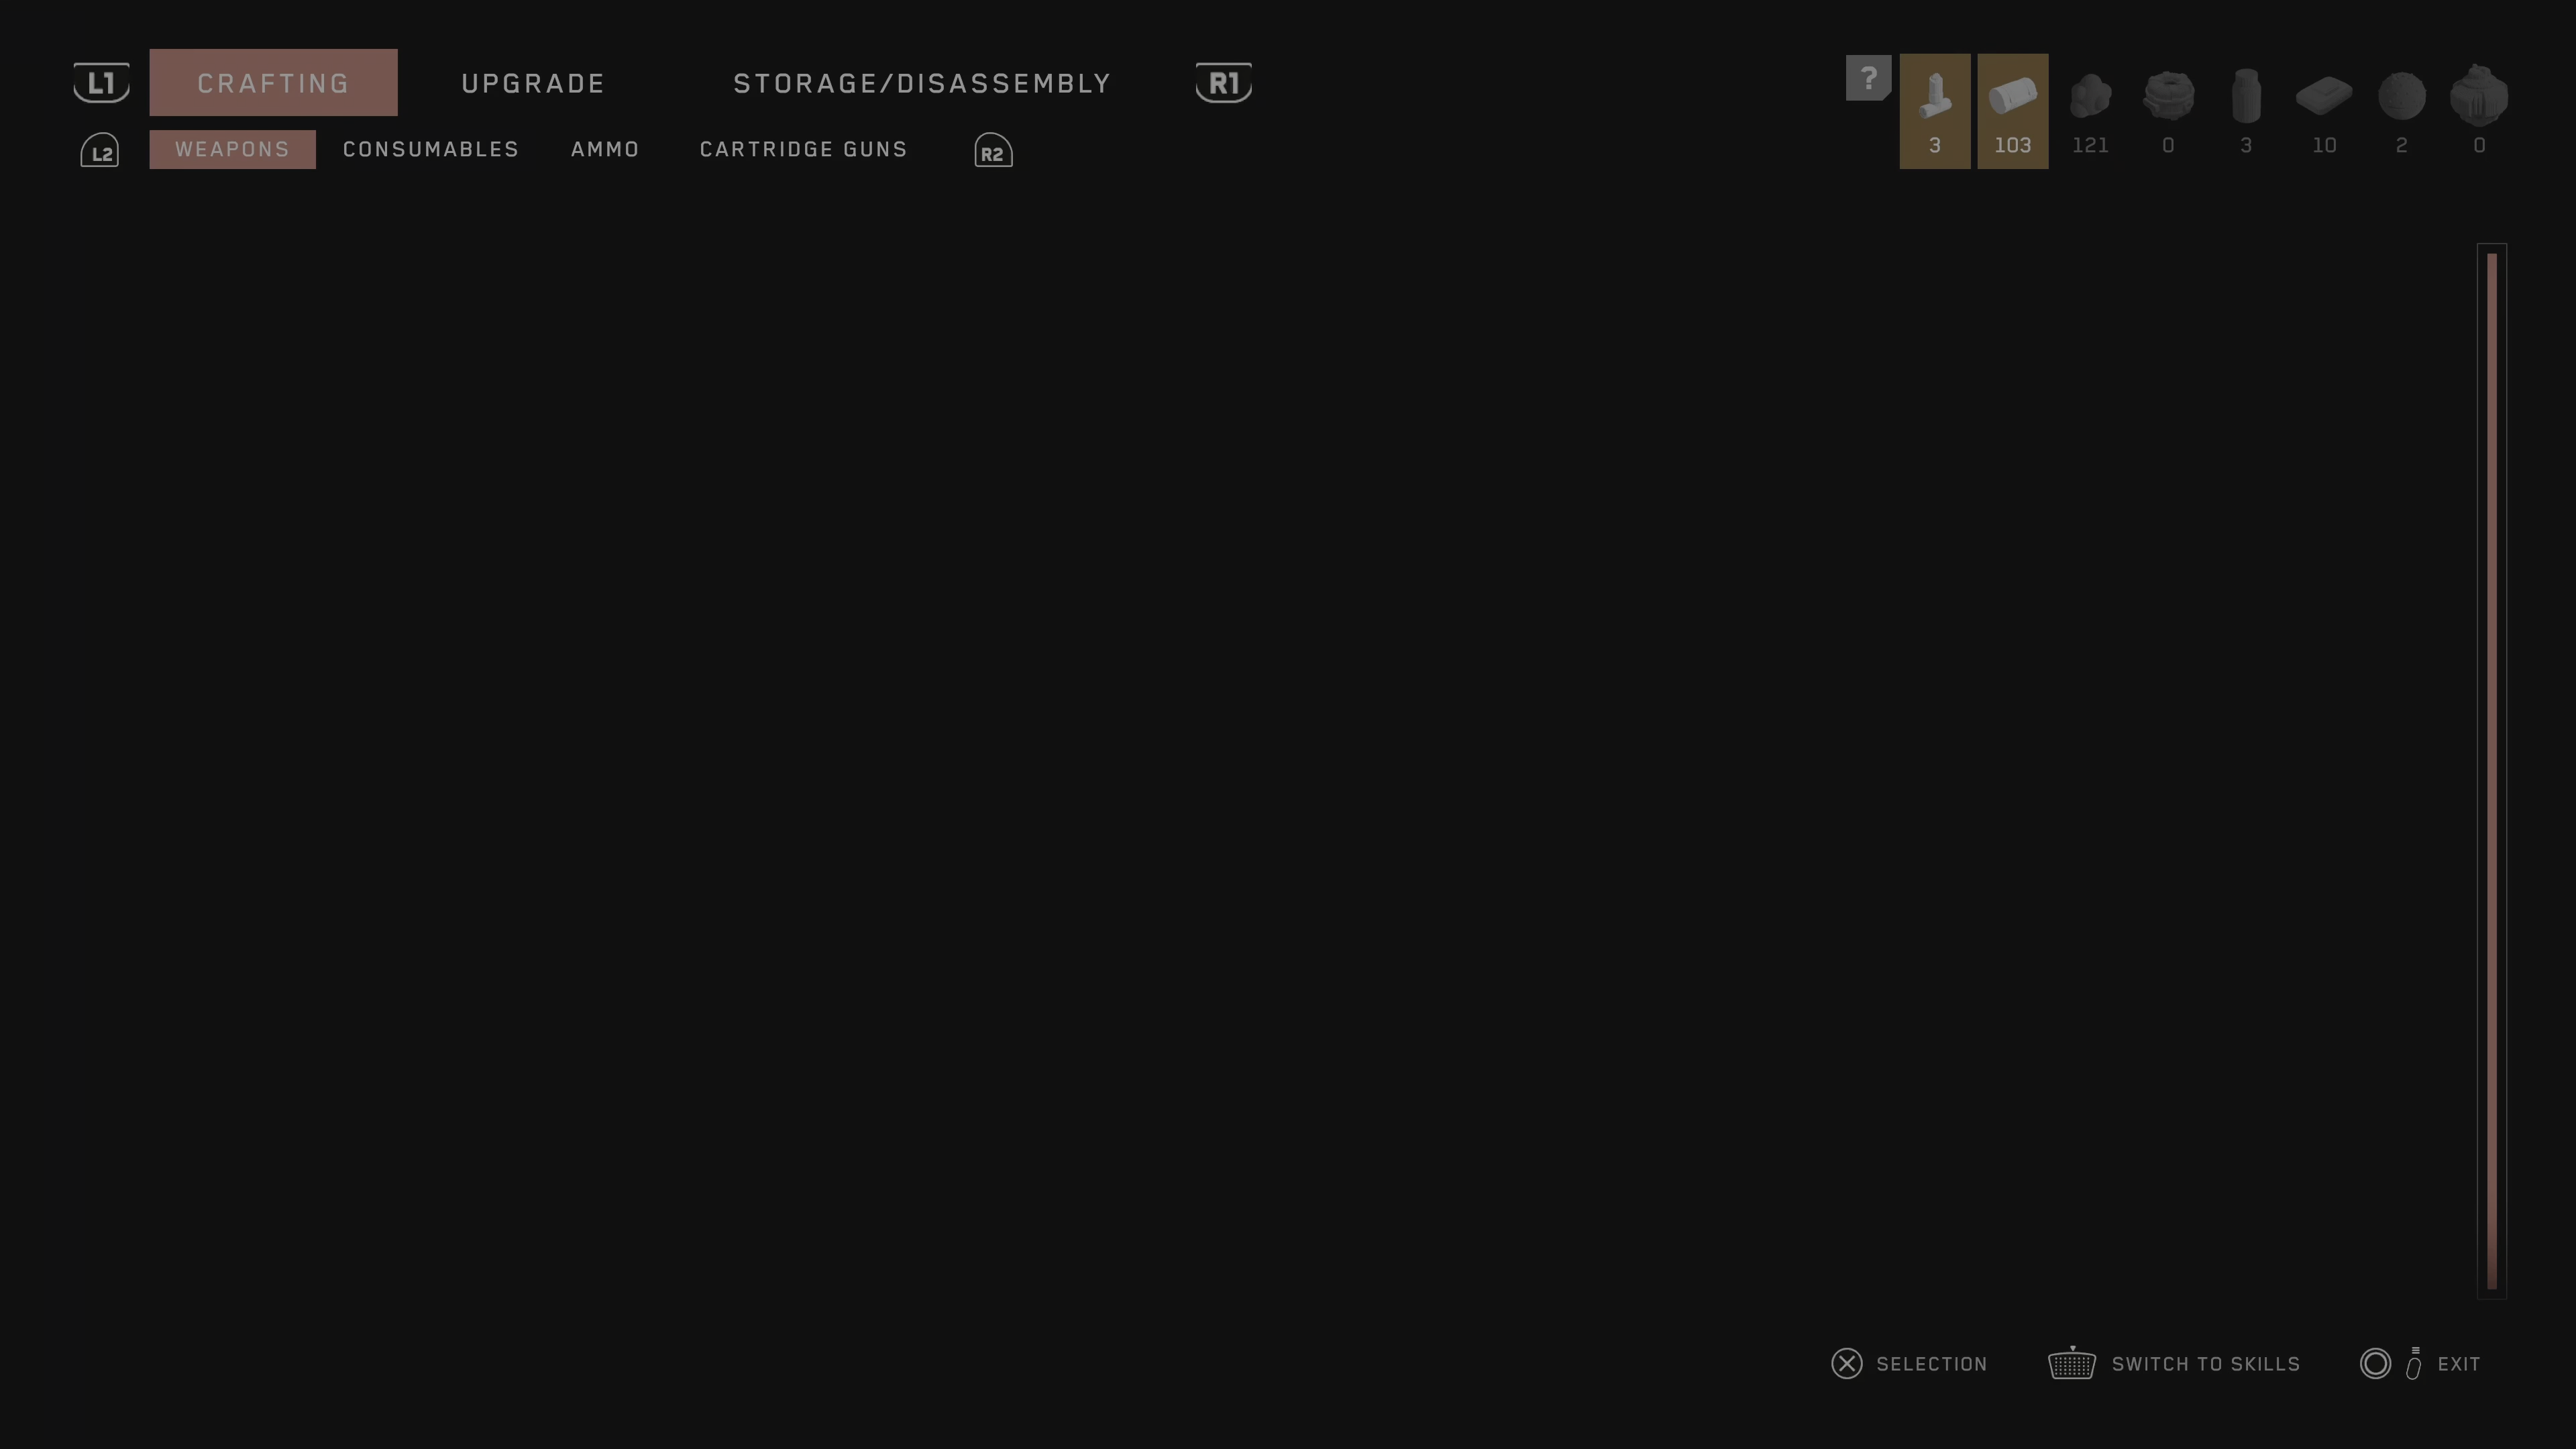 L1 CRAFTING UPGRADE STORAGE/DISASSEMBLY R1 ?
L2 WEAPONS CONSUMABLES AMMO CARTRIDGE GUNS R2 3 103 121 0 3 10 2 0
SELECTION SWITCH TO SKILLS EXIT